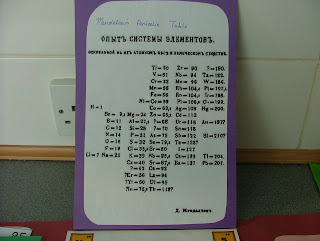 Mendeleev's Periodic Table
ОПЫТЪ СИСТЕМЫ ЭЛЕМЕНТОВЪ.
ОСНОВАННОЙ НА ИХЪ АТОМНОМЪ ВѢСѢ И ХИМИЧЕСКОМЪ СХОДСТВѢ.
Ti = 50 Zr = 90 ? = 180.
V = 51 Nb = 94 Ta = 182.
Cr = 52 Mo = 96 W = 186.
Mn = 55 Rh = 104,4 Pt = 197,4
Fe = 56 Ru = 104,4 Ir = 198.
Ni = Co = 59 Pl = 106,6 Os = 199.
H = 1 Cu = 63,4 Ag = 108 Hg = 200.
Be = 9,4 Mg = 24 Zn = 65,2 Cd = 112
B = 11 Al = 27,4 ? = 68 Ur = 116 Au = 197?
C = 12 Si = 28 ? = 70 Sn = 118
N = 14 P = 31 As = 75 Sb = 122 Bi = 210?
O = 16 S = 32 Se = 79,4 Te = 128?
F = 19 Cl = 35,5 Br = 80 I = 127
Li = 7 Na = 23 K = 39 Rb = 85,4 Cs = 133 Tl = 204.
Ca = 40 Sr = 87,6 Ba = 137 Pb = 207.
? = 45 Ce = 92
?Er = 56 La = 94
?Yt = 60 Di = 95
?In = 75,6 Th = 118?
Д. Менделѣевъ